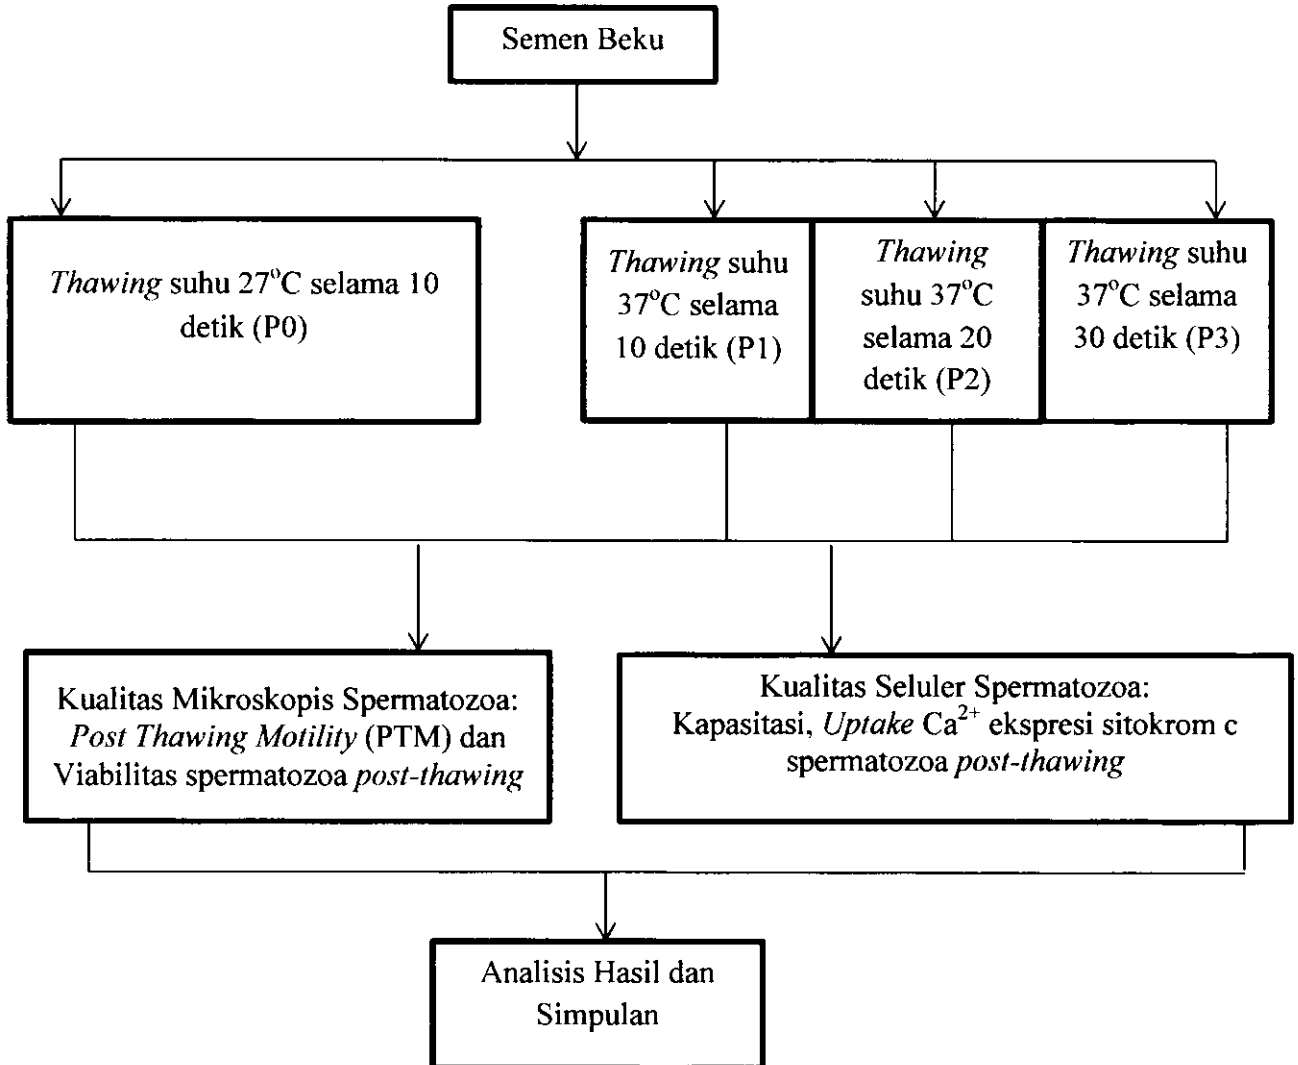 Semen Beku
Thawing suhu 27°C selama 10
detik (P0)
Thawing suhu
37°C selama
10 detik (P1)
Thawing
suhu 37°C
selama 20
detik (P2)
Thawing suhu
37°C selama
30 detik (P3)
Kualitas Mikroskopis Spermatozoa:
Post Thawing Motility (PTM) dan
Viabilitas spermatozoa post-thawing
Kualitas Seluler Spermatozoa:
Kapasitasi, Uptake Ca²⁺ ekspresi sitokrom c
spermatozoa post-thawing
Analisis Hasil dan
Simpulan